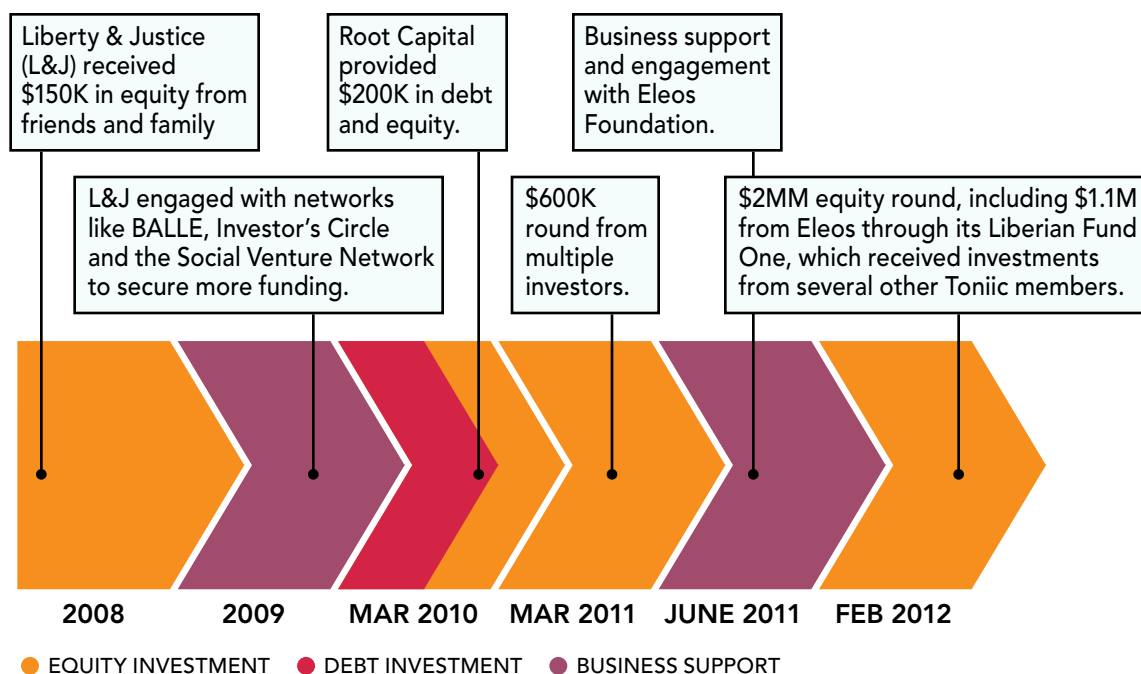 Liberty & Justice
(L&J) received
$150K in equity from
friends and family
Root Capital
provided
$200K in debt
and equity.
Business support
and engagement
with Eleos
Foundation.
L&J engaged with networks
like BALLE, Investor’s Circle
and the Social Venture Network
to secure more funding.
$600K
round from
multiple
investors.
$2MM equity round, including $1.1M
from Eleos through its Liberian Fund
One, which received investments
from several other Toniic members.
2008
2009
MAR 2010
MAR 2011
JUNE 2011
FEB 2012
EQUITY INVESTMENT
DEBT INVESTMENT
BUSINESS SUPPORT